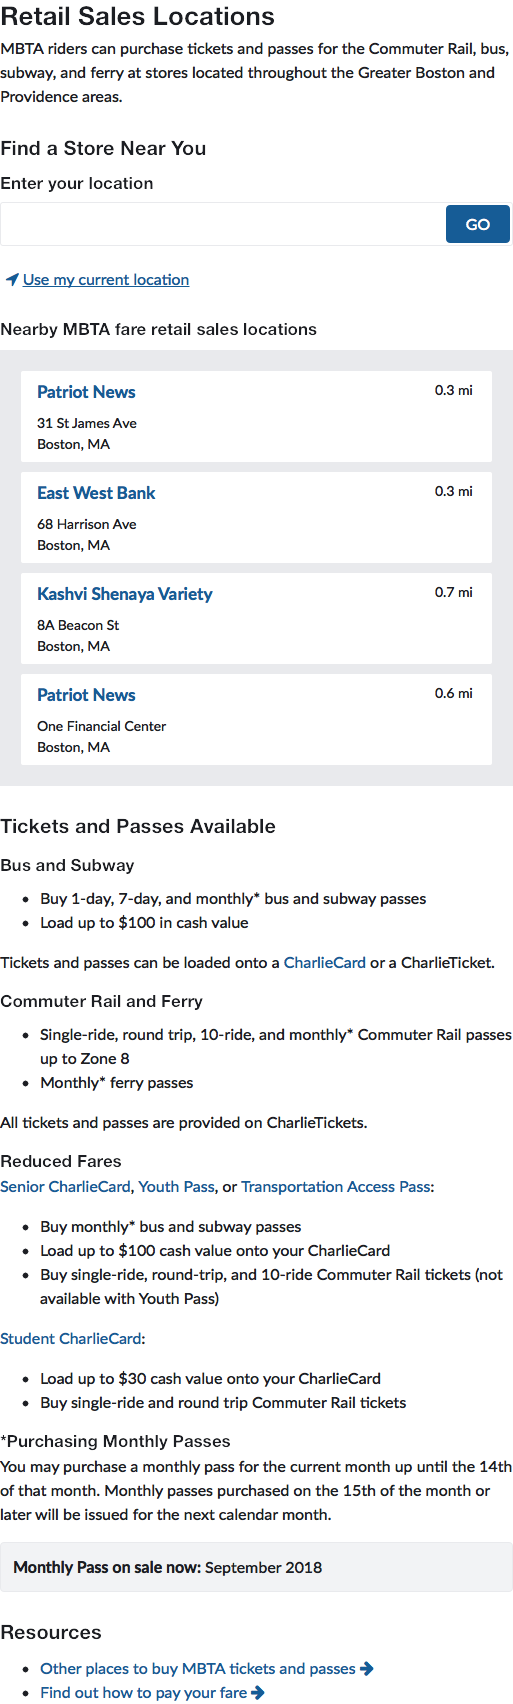 Retail Sales Locations
MBTA riders can purchase tickets and passes for the Commuter Rail, bus,
subway, and ferry at stores located throughout the Greater Boston and
Providence areas.
Find a Store Near You
Enter your location
GO
Use my current location
Nearby MBTA fare retail sales locations
Patriot News 0.3 mi
31 St James Ave
Boston, MA
East West Bank 0.3 mi
68 Harrison Ave
Boston, MA
Kashvi Shenaya Variety 0.7 mi
8A Beacon St
Boston, MA
Patriot News 0.6 mi
One Financial Center
Boston, MA
Tickets and Passes Available
Bus and Subway
• Buy 1-day, 7-day, and monthly* bus and subway passes
• Load up to $100 in cash value
Tickets and passes can be loaded onto a CharlieCard or a CharlieTicket.
Commuter Rail and Ferry
• Single-ride, round trip, 10-ride, and monthly* Commuter Rail passes
up to Zone 8
• Monthly* ferry passes
All tickets and passes are provided on CharlieTickets.
Reduced Fares
Senior CharlieCard, Youth Pass, or Transportation Access Pass:
• Buy monthly* bus and subway passes
• Load up to $100 cash value onto your CharlieCard
• Buy single-ride, round-trip, and 10-ride Commuter Rail tickets (not
available with Youth Pass)
Student CharlieCard:
• Load up to $30 cash value onto your CharlieCard
• Buy single-ride and round trip Commuter Rail tickets
*Purchasing Monthly Passes
You may purchase a monthly pass for the current month up until the 14th
of that month. Monthly passes purchased on the 15th of the month or
later will be issued for the next calendar month.
Monthly Pass on sale now: September 2018
Resources
• Other places to buy MBTA tickets and passes →
• Find out how to pay your fare →